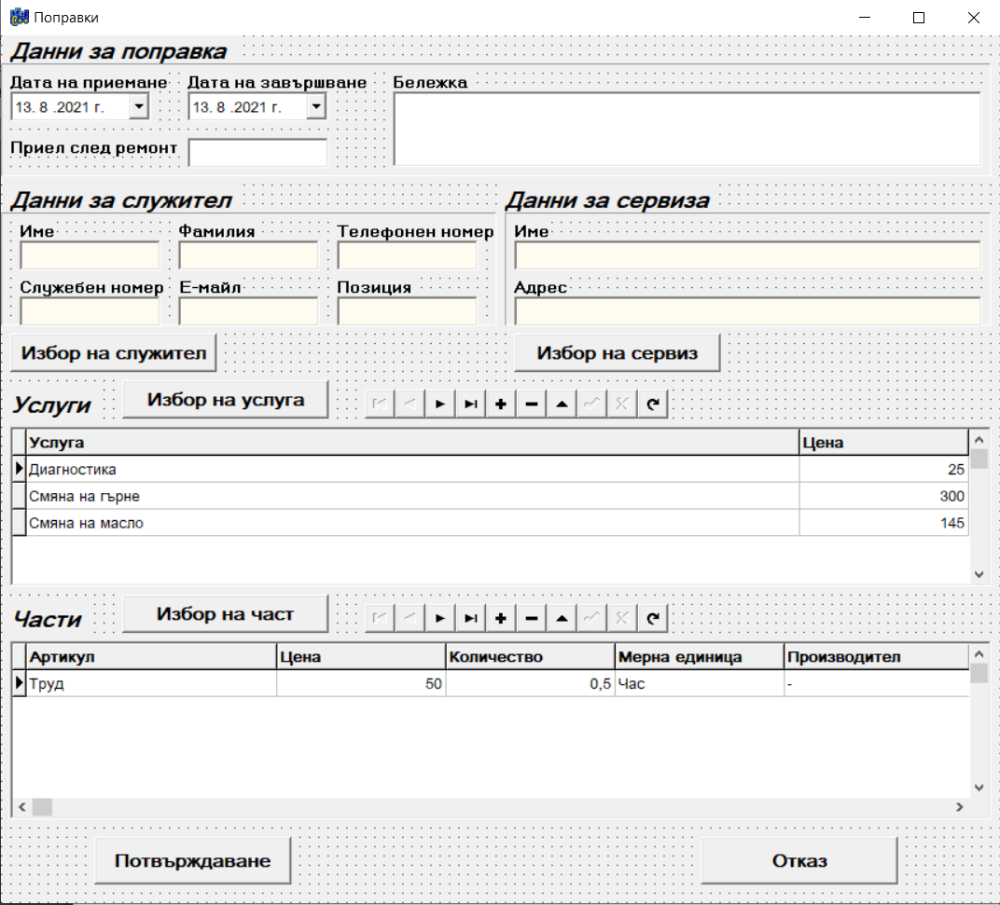 Поправки
Данни за поправка
Дата на приемане Дата на завършване Бележка
13. 8 .2021 г. 13. 8 .2021 г.
Приел след ремонт
Данни за служител Данни за сервиза
Име Фамилия Телефонен номер Име
Служебен номер Е-майл Позиция Адрес
Избор на служител Избор на сервиз
Услуги Избор на услуга
Услуга Цена
Диагностика 25
Смяна на гърне 300
Смяна на масло 145
Части Избор на част
Артикул Цена Количество Мерна единица Производител
Труд 50 0,5 Час -
Потвърждаване Отказ